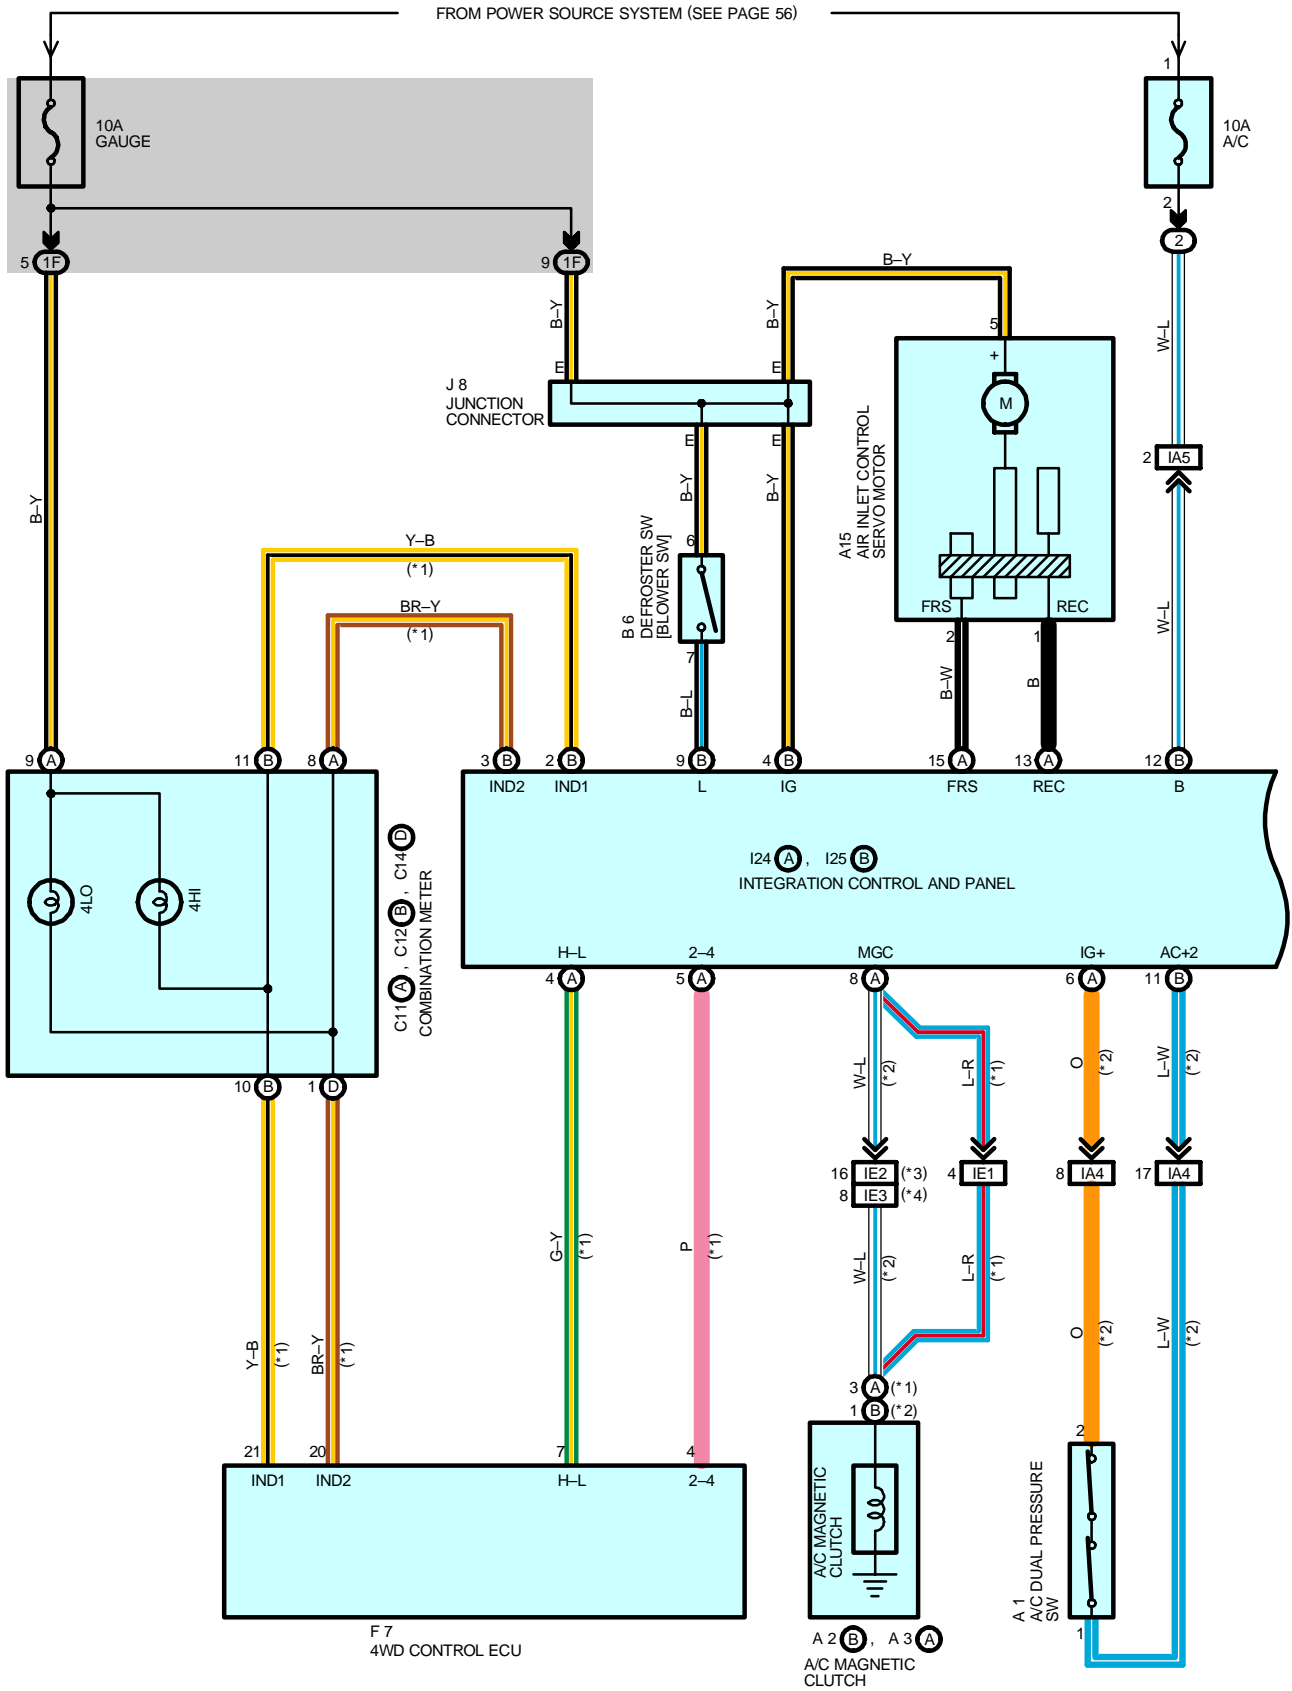 FROM POWER SOURCE SYSTEM (SEE PAGE 56)
1
10A
GAUGE
10A
A/C
2
2
5 1F
9 1F
B–Y
B–Y
B–Y
B–Y
W–L
5
+
M
E
E
J 8
JUNCTION
CONNECTOR
E
E
A15
AIR INLET CONTROL
SERVO MOTOR
2 IA5
B–Y
B–Y
Y–B
(*1)
6
B 6
DEFROSTER SW
[BLOWER SW]
BR–Y
(*1)
FRS
REC
W–L
2
1
7
B–L
B–W
B
9 A
11 B
8 A
3 B
2 B
9 B
4 B
15 A
13 A
12 B
IND2
IND1
L
IG
FRS
REC
B
4LO
4HI
C11 A , C12 B , C14 D
COMBINATION METER
I24 A , I25 B
INTEGRATION CONTROL AND PANEL
H–L
2–4
MGC
IG+
AC+2
4 A
5 A
8 A
6 A
11 B
10 B
1 D
W–L
(*2)
L–R
(*1)
O
(*2)
L–W
(*2)
16 IE2 (*3)
8 IE3 (*4)
4 IE1
8 IA4
17 IA4
G–Y
(*1)
P
(*1)
W–L
(*2)
L–R
(*1)
Y–B
(*1)
BR–Y
(*1)
O
(*2)
L–W
(*2)
3 A (*1)
1 B (*2)
21
20
7
4
2
IND1
IND2
H–L
2–4
A/C MAGNETIC
CLUTCH
A 1
A/C DUAL PRESSURE
SW
1
F 7
4WD CONTROL ECU
A 2 B , A 3 A
A/C MAGNETIC
CLUTCH